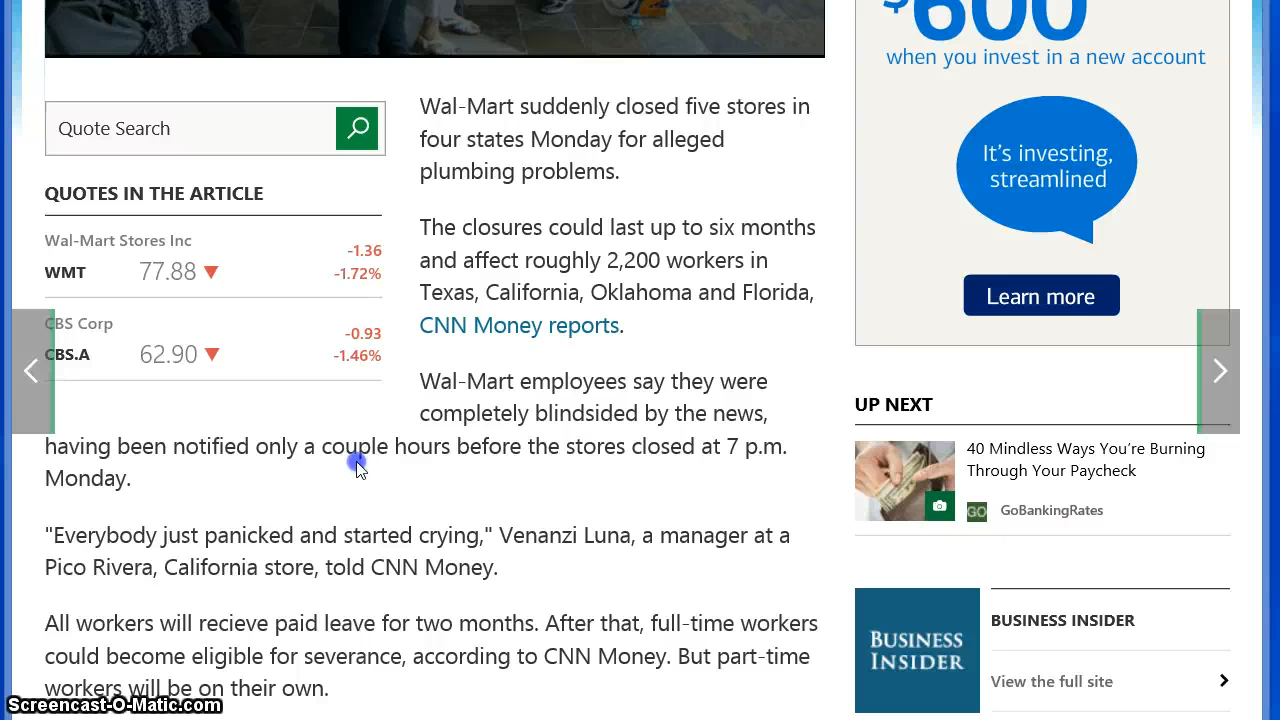 Quote Search
QUOTES IN THE ARTICLE
Wal-Mart Stores Inc
WMT 77.88 -1.36
-1.72%
CBS Corp
CBS.A 62.90 -0.93
-1.46%
Wal-Mart suddenly closed five stores in
four states Monday for alleged
plumbing problems.
The closures could last up to six months
and affect roughly 2,200 workers in
Texas, California, Oklahoma and Florida,
CNN Money reports.
Wal-Mart employees say they were
completely blindsided by the news,
having been notified only a couple hours before the stores closed at 7 p.m.
Monday.
"Everybody just panicked and started crying," Venanzi Luna, a manager at a
Pico Rivera, California store, told CNN Money.
All workers will recieve paid leave for two months. After that, full-time workers
could become eligible for severance, according to CNN Money. But part-time
workers will be on their own.
$600
when you invest in a new account
It's investing,
streamlined
Learn more
UP NEXT
40 Mindless Ways You're Burning
Through Your Paycheck
GO GoBankingRates
BUSINESS
INSIDER
BUSINESS INSIDER
View the full site
Screencast-O-Matic.com